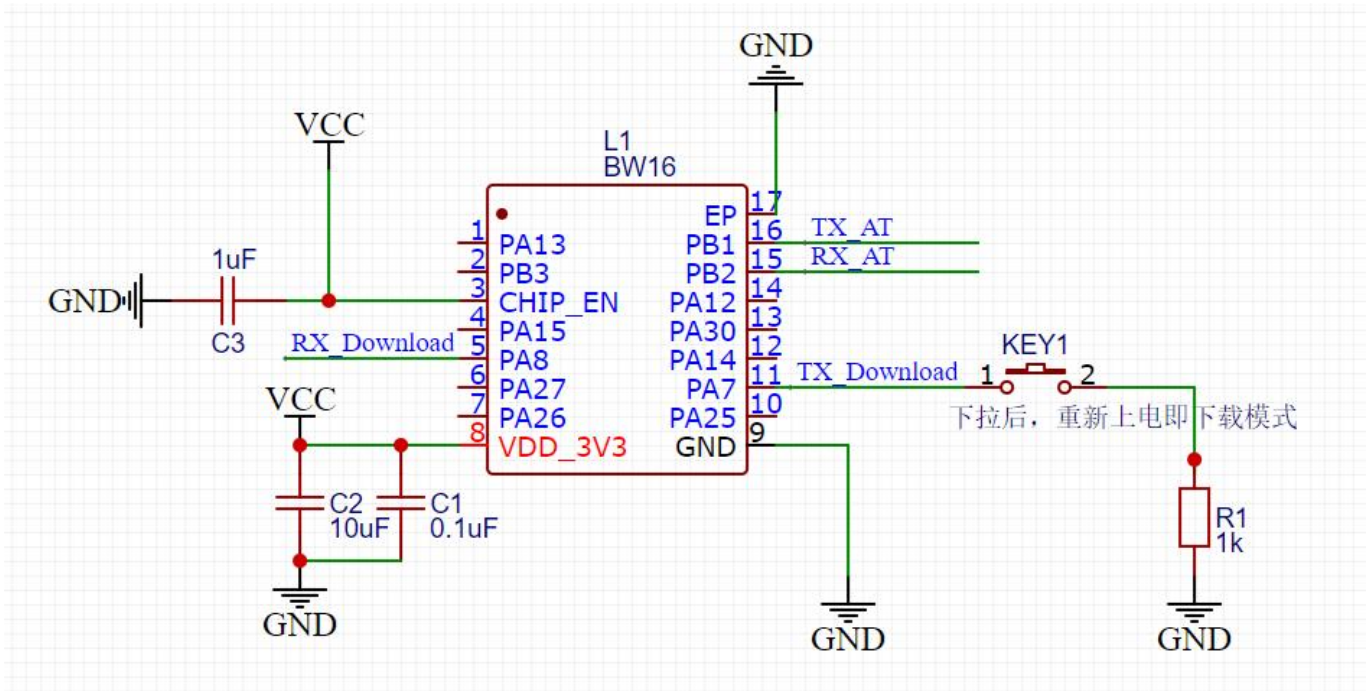 GND
VCC
L1
BW16
17
EP
1
PA13
16
PB1
TX_AT
1uF
2
PB3
15
PB2
RX_AT
GND
3
CHIP_EN
14
PA12
C3
4
PA15
13
PA30
RX_Download
5
PA8
12
PA14
KEY1
6
PA27
11
PA7
TX_Download
1
2
VCC
7
PA26
10
PA25
下拉后，重新上电即下载模式
8
VDD_3V3
9
GND
C2
10uF
C1
0.1uF
R1
1k
GND
GND
GND